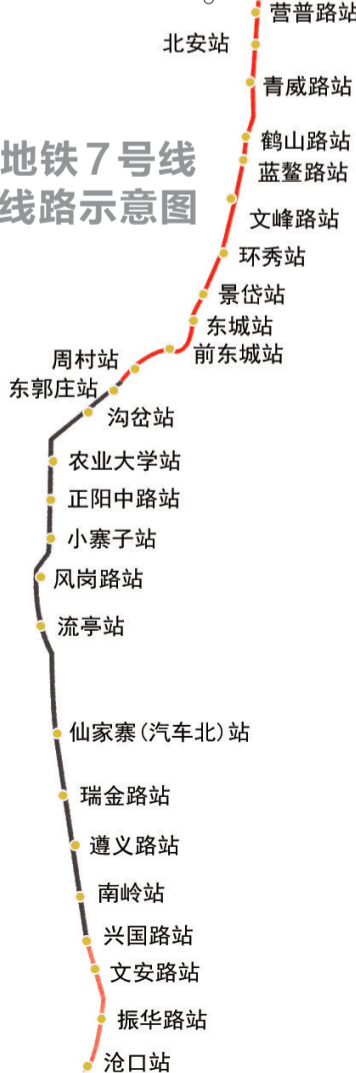 营普路站
北安站
青威路站
地铁7号线
线路示意图
鹤山路站
蓝鳌路站
文峰路站
环秀站
景岱站
东城站
前东城站
周村站
东郭庄站
沟岔站
农业大学站
正阳中路站
小寨子站
风岗路站
流亭站
仙家寨(汽车北)站
瑞金路站
遵义路站
南岭站
兴国路站
文安路站
振华路站
沧口站